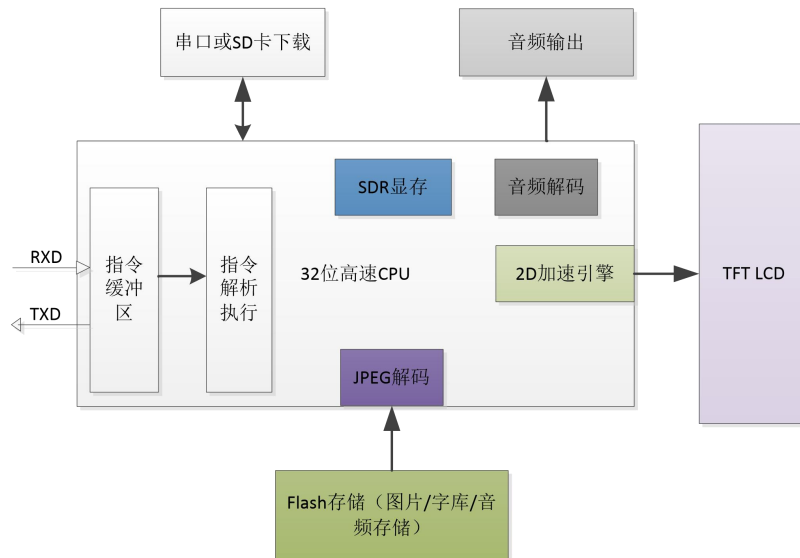 串口或SD卡下载
音频输出
SDR显存
音频解码
RXD
TXD
指令
缓冲
区
指令
解析
执行
32位高速CPU
2D加速引擎
TFT LCD
JPEG解码
Flash存储（图片/字库/音
频存储）